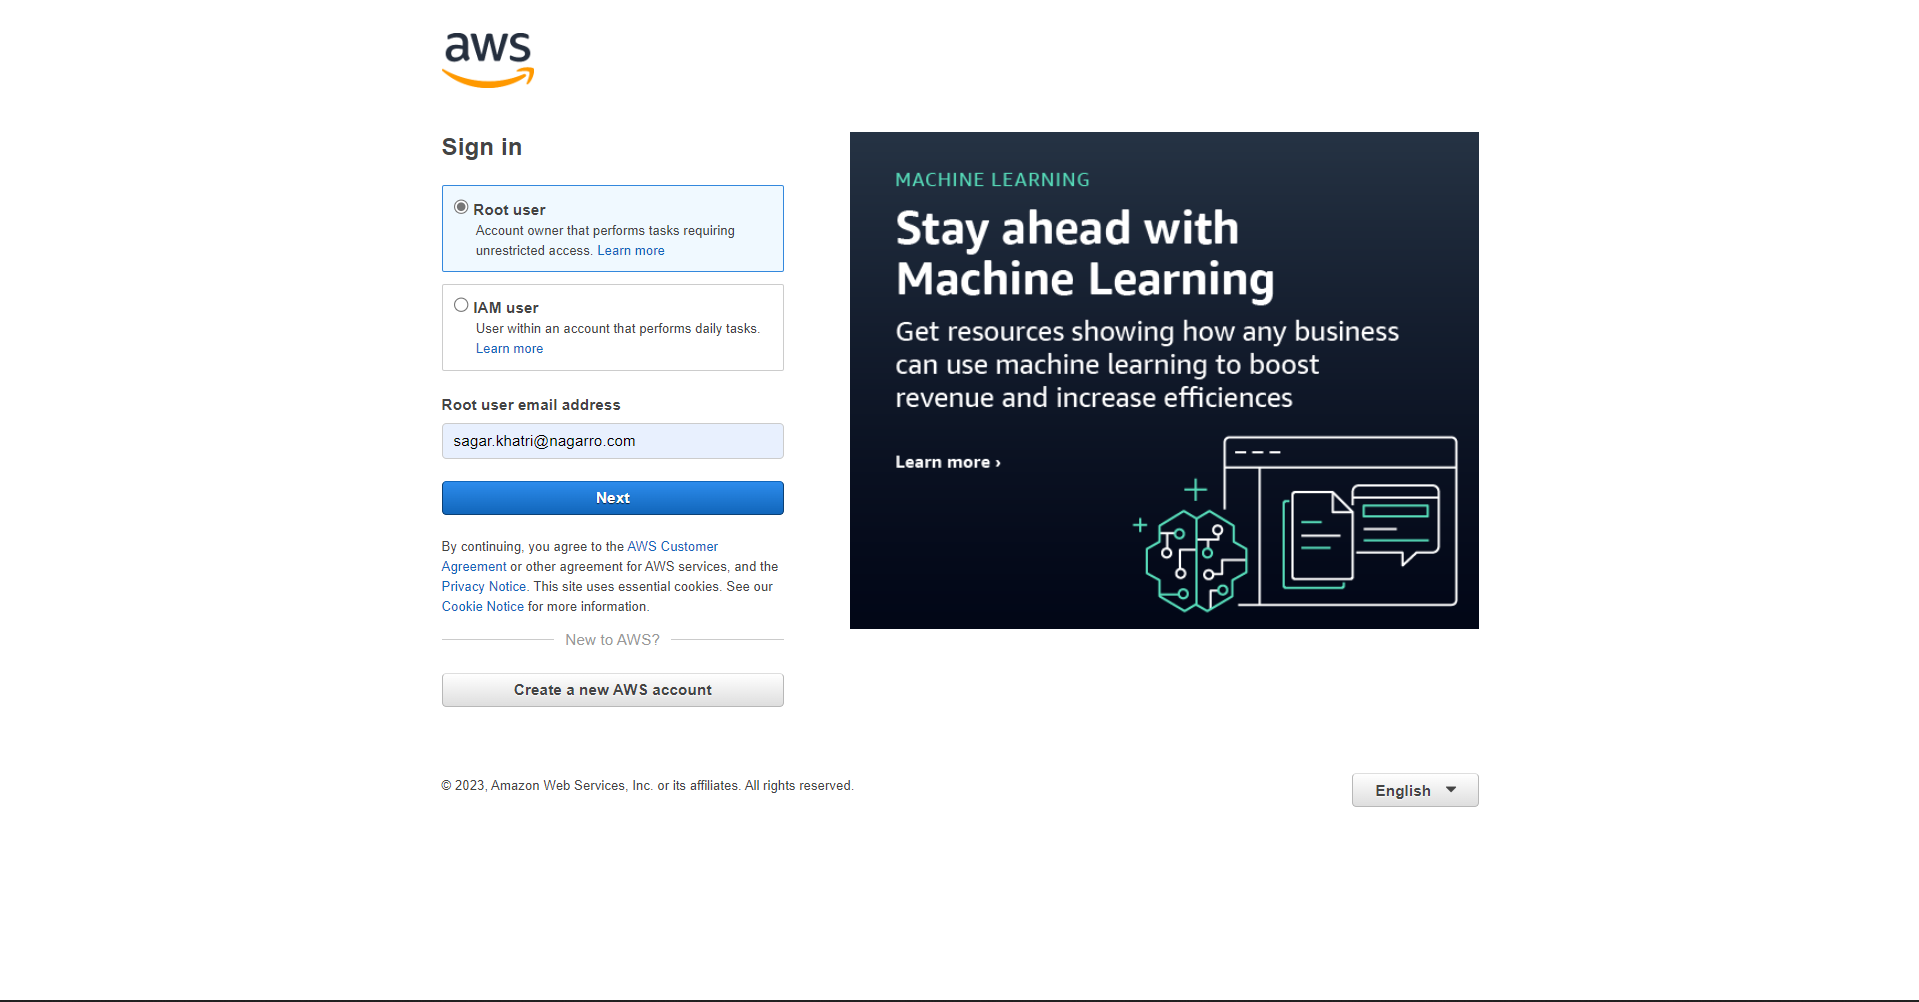 aws
Sign in
Root user
Account owner that performs tasks requiring
unrestricted access. Learn more
IAM user
User within an account that performs daily tasks.
Learn more
Root user email address
sagar.khatri@nagarro.com
Next
By continuing, you agree to the AWS Customer
Agreement or other agreement for AWS services, and the
Privacy Notice. This site uses essential cookies. See our
Cookie Notice for more information.
New to AWS?
Create a new AWS account
MACHINE LEARNING
Stay ahead with
Machine Learning
Get resources showing how any business
can use machine learning to boost
revenue and increase efficiences
Learn more ›
© 2023, Amazon Web Services, Inc. or its affiliates. All rights reserved.
English